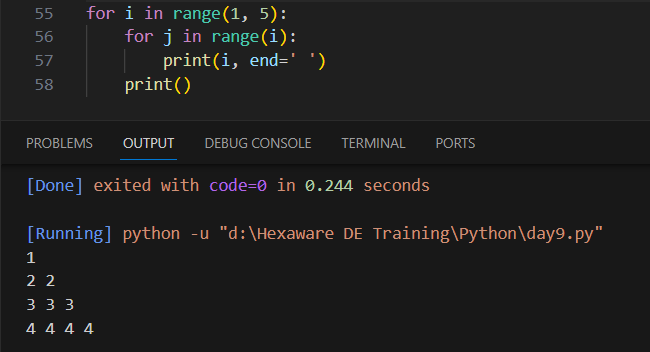 55 for i in range(1, 5):
56     for j in range(i):
57         print(i, end=' ')
58     print()
PROBLEMS OUTPUT DEBUG CONSOLE TERMINAL PORTS
[Done] exited with code=0 in 0.244 seconds
[Running] python -u "d:\Hexaware DE Training\Python\day9.py"
1
2 2
3 3 3
4 4 4 4